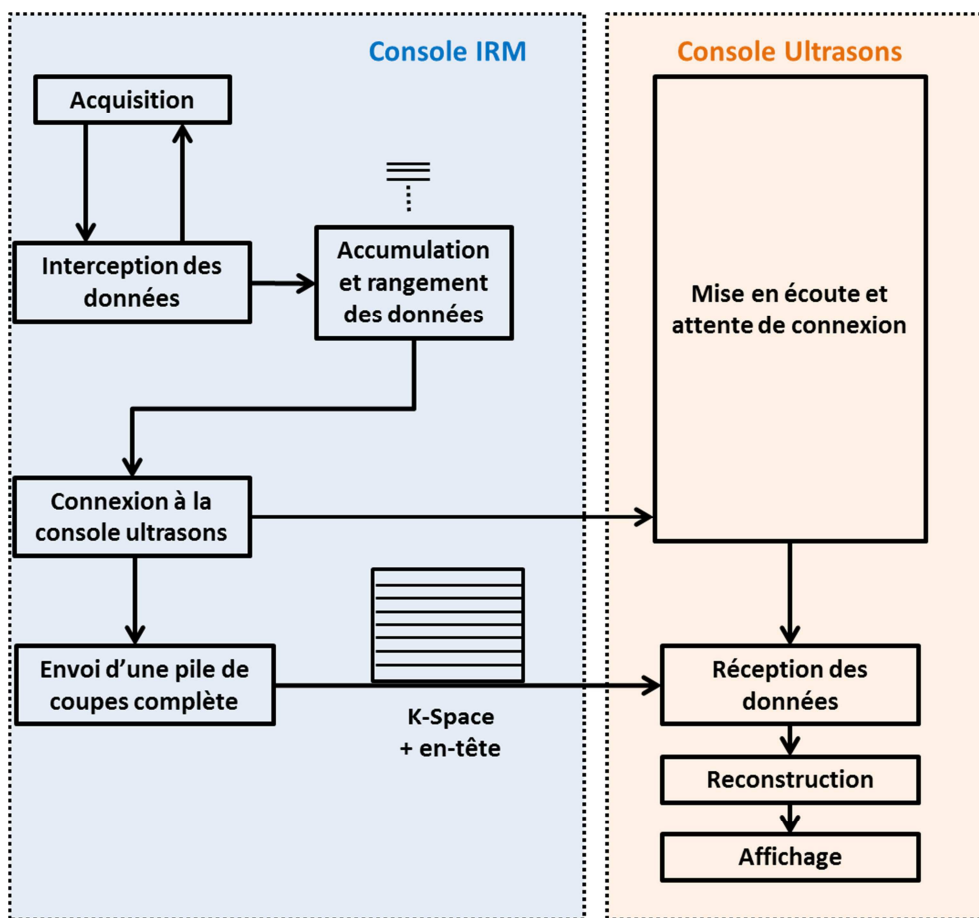 Console IRM
Acquisition
Interception des
données
Accumulation
et rangement
des données
Connexion à la
console ultrasons
Envoi d'une pile de
coupes complète
K-Space
+ en-tête
Console Ultrasons
Mise en écoute et
attente de connexion
Réception des
données
Reconstruction
Affichage